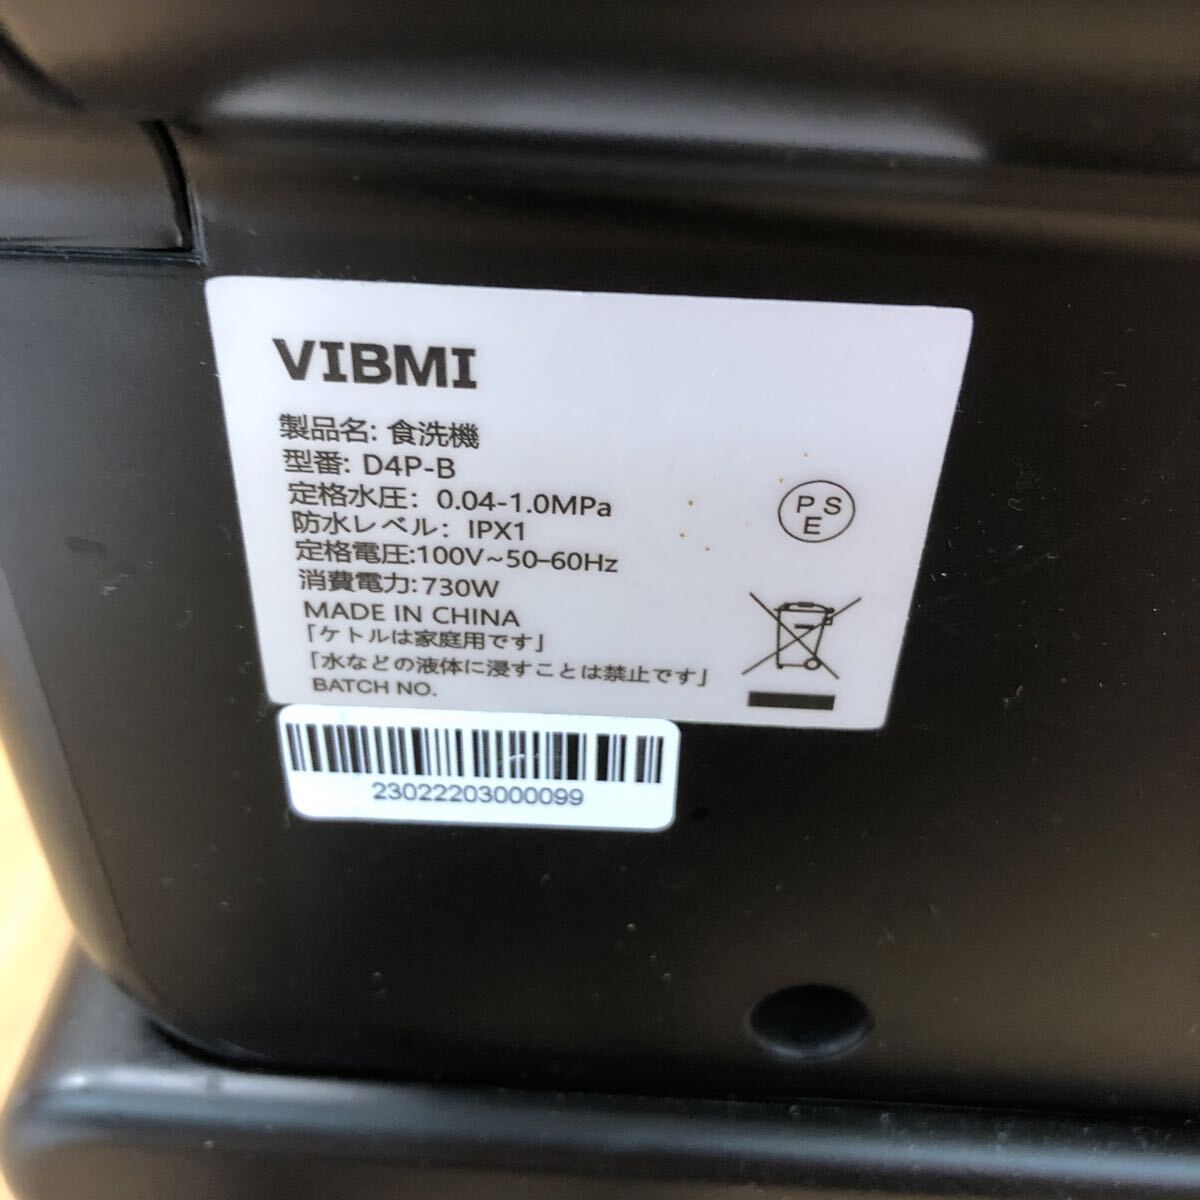 VIBMI
製品名: 食洗機
型番: D4P-B
定格水圧: 0.04-1.0MPa
防水レベル: IPX1
定格電圧:100V~50-60Hz
消費電力:730W
MADE IN CHINA
「ケトルは家庭用です」
「水などの液体に浸すことは禁止です」
BATCH NO.
PSE
23022203000099